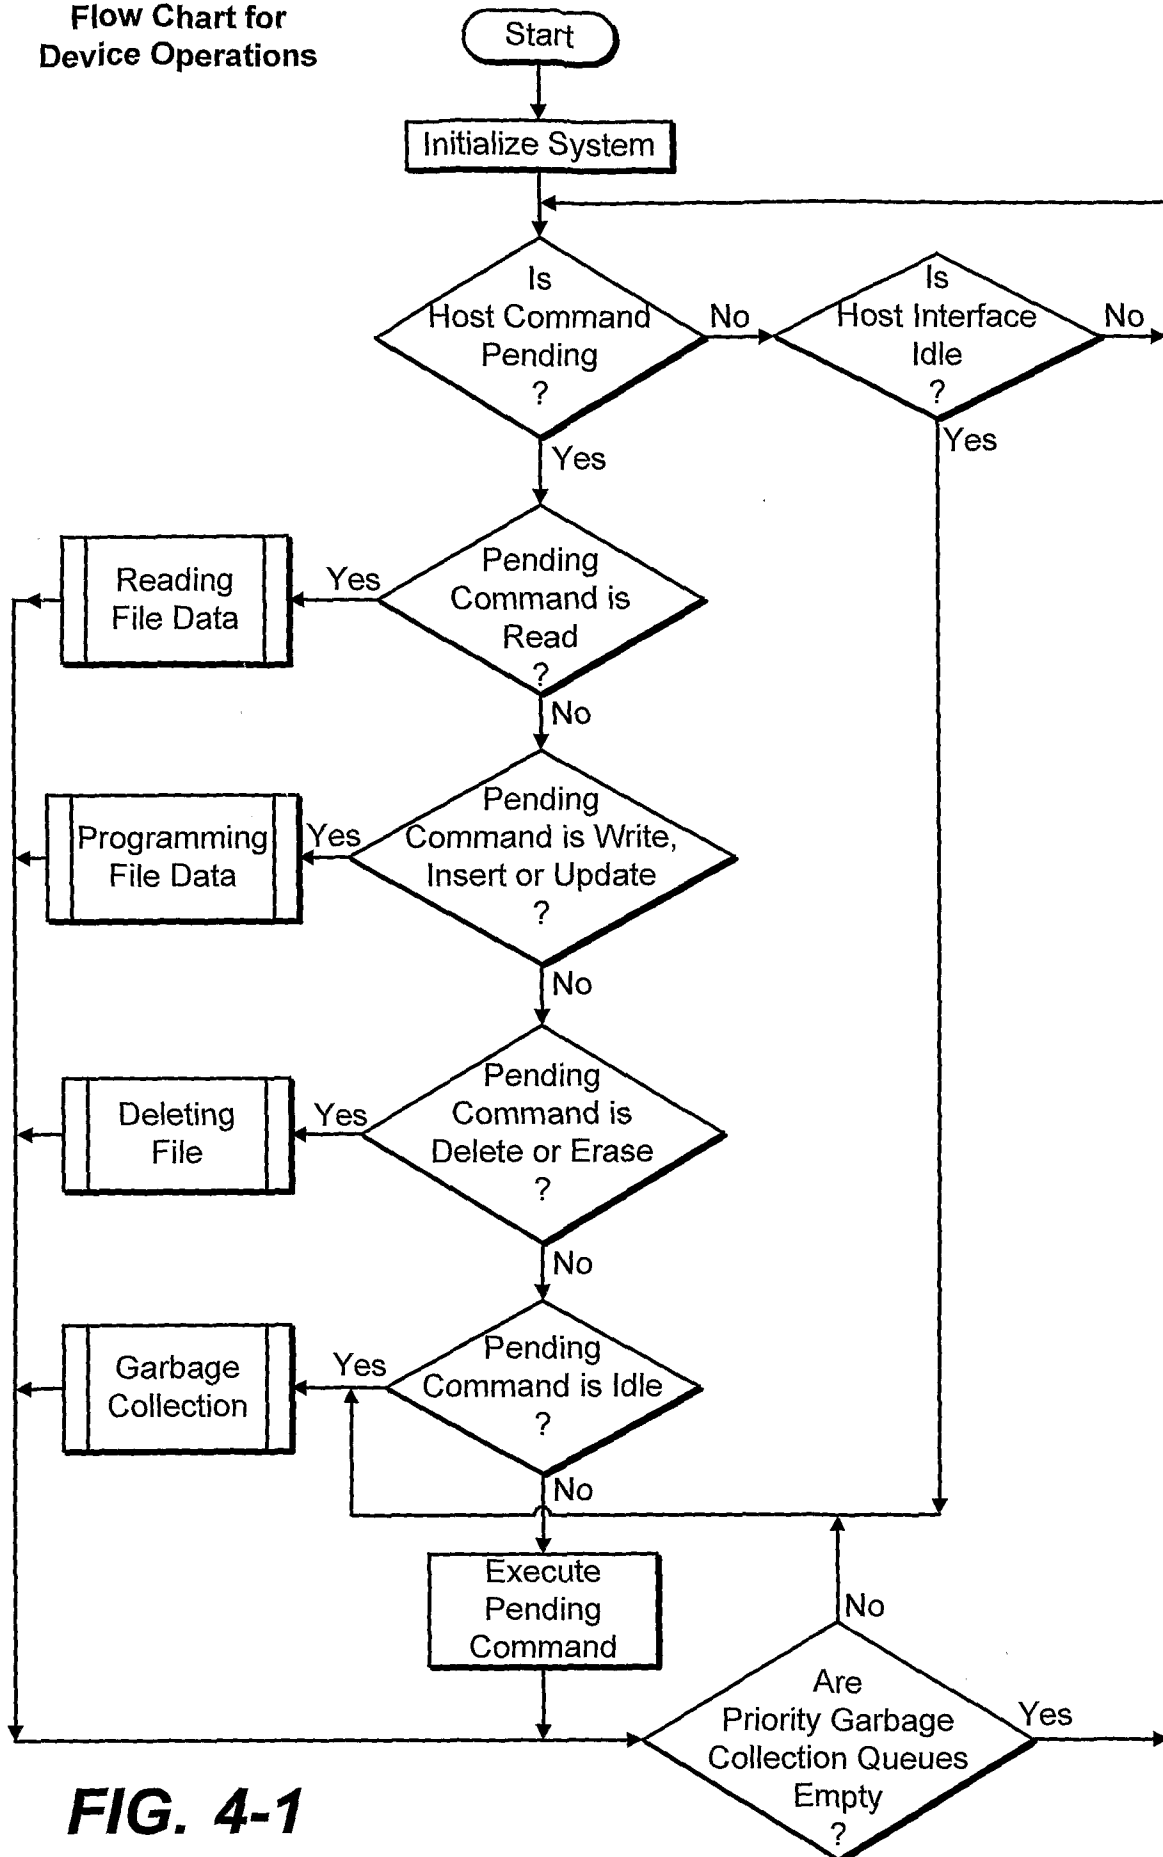 Flow Chart for
Device Operations
Start
Initialize System
Is
Host Command
Pending
?
No
Is
Host Interface
Idle
?
No
Yes
Yes
Pending
Command is
Read
?
Yes
Reading
File Data
No
Pending
Command is Write,
Insert or Update
?
Yes
Programming
File Data
No
Pending
Command is
Delete or Erase
?
Yes
Deleting
File
No
Pending
Command is Idle
?
Yes
Garbage
Collection
No
Execute
Pending
Command
No
Are
Priority Garbage
Collection Queues
Empty
?
Yes
FIG. 4-1